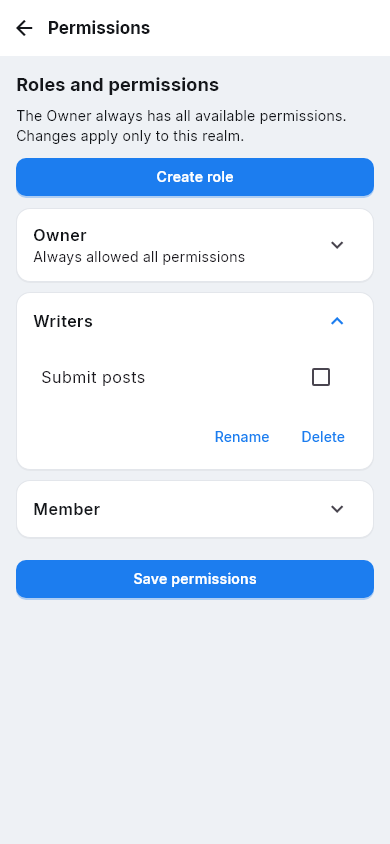 Permissions
Roles and permissions
The Owner always has all available permissions.
Changes apply only to this realm.
Create role
Owner
Always allowed all permissions
Writers
Submit posts
Rename Delete
Member
Save permissions